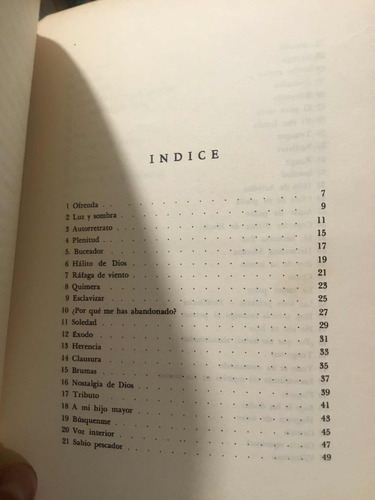 INDICE
1 Ofrenda . . . . . . . . . . 7
2 Luz y sombra . . . . . . . . . . 9
3 Autorretrato . . . . . . . . . . 11
4 Plenitud . . . . . . . . . . 15
5 Buceador . . . . . . . . . . 17
6 Hálito de Dios . . . . . . . . . . 19
7 Ráfaga de viento . . . . . . . . . . 21
8 Quimera . . . . . . . . . . 23
9 Esclavizar . . . . . . . . . . 25
10 ¿Por qué me has abandonado? . . . . . . . . . . 27
11 Soledad . . . . . . . . . . 29
12 Exodo . . . . . . . . . . 31
13 Herencia . . . . . . . . . . 33
14 Clausura . . . . . . . . . . 35
15 Brumas . . . . . . . . . . 37
16 Nostalgia de Dios . . . . . . . . . . 39
17 Tributo . . . . . . . . . . 41
18 A mi hijo mayor . . . . . . . . . . 43
19 Búsquenme . . . . . . . . . . 45
20 Voz interior . . . . . . . . . . 47
21 Sabio pescador . . . . . . . . . . 49